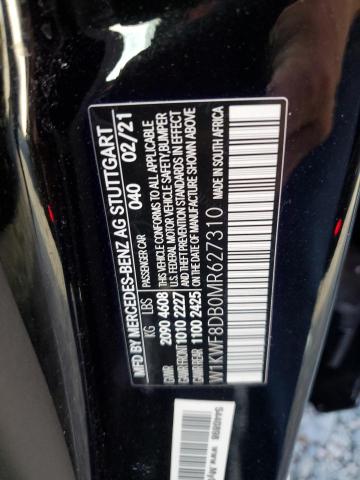 MFD BY MERCEDES-BENZ AG STUTTGART
PASSENGER CAR 040 02/21
KG LBS
GVWR 2090 4608
GAWR FRONT 1010 2227
GAWR REAR 1100 2425
THIS VEHICLE CONFORMS TO ALL APPLICABLE
U.S. FEDERAL MOTOR VEHICLE SAFETY, BUMPER
AND THEFT PREVENTION STANDARDS IN EFFECT
ON THE DATE OF MANUFACTURE SHOWN ABOVE
MADE IN SOUTH AFRICA
W1KWF8DB0MR627310
www.My